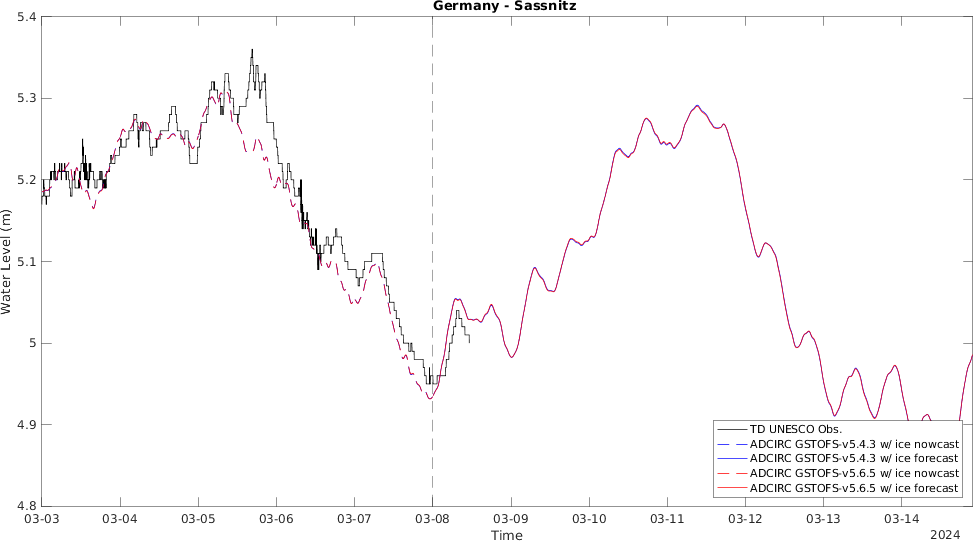 Germany - Sassnitz
5.4
5.3
5.2
5.1
5
4.9
4.8
Water Level (m)
TD UNESCO Obs.
ADCIRC GSTOFS-v5.4.3 w/ ice nowcast
ADCIRC GSTOFS-v5.4.3 w/ ice forecast
ADCIRC GSTOFS-v5.6.5 w/ ice nowcast
ADCIRC GSTOFS-v5.6.5 w/ ice forecast
03-03 03-04 03-05 03-06 03-07 03-08 03-09 03-10 03-11 03-12 03-13 03-14
Time
2024